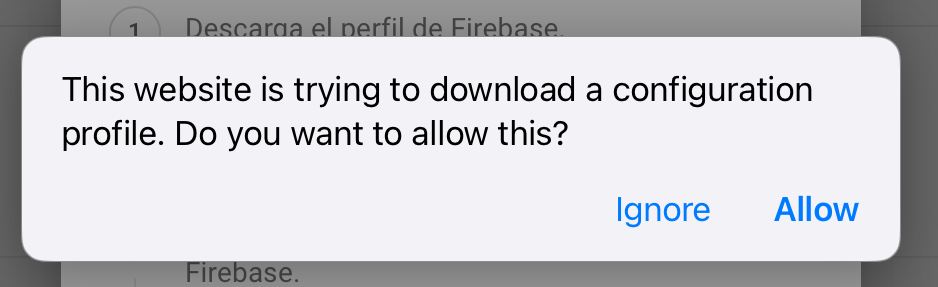 1 Descarga el perfil de Firebase.
This website is trying to download a configuration
profile. Do you want to allow this?
Ignore Allow
Firebase.